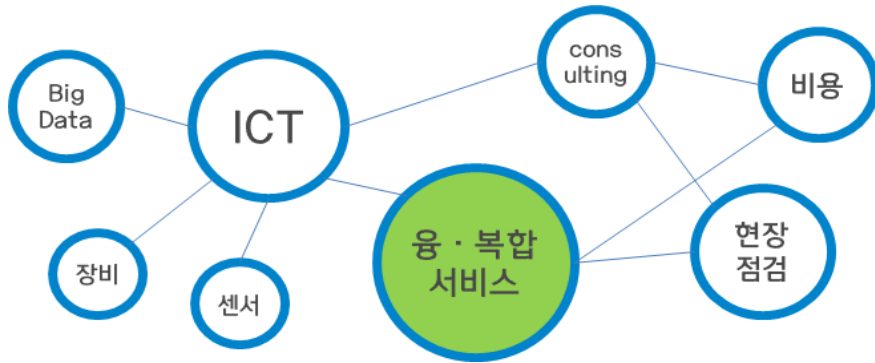 Big
Data
ICT
cons
ulting
비용
장비
센서
융 · 복합
서비스
현장
점검